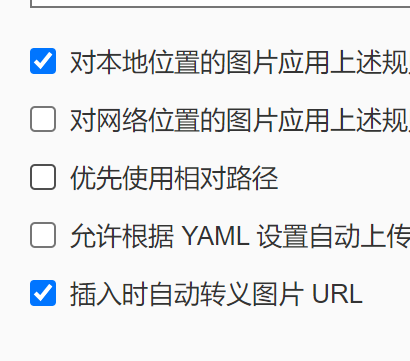 对本地位置的图片应用上述规
对网络位置的图片应用上述规
优先使用相对路径
允许根据 YAML 设置自动上传
插入时自动转义图片 URL